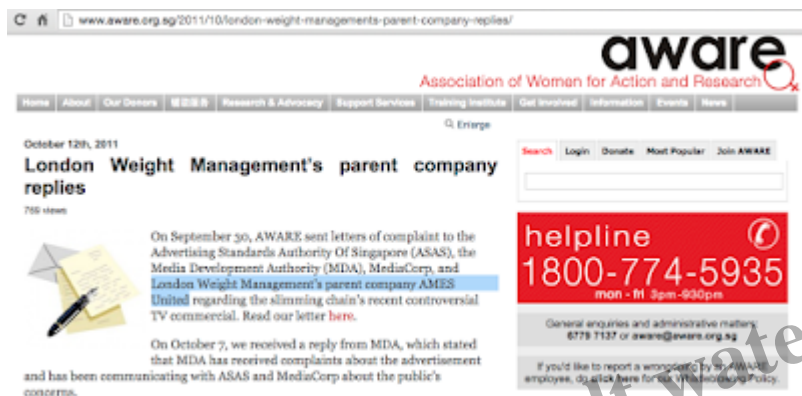 www.aware.org.sg/2011/10/london-weight-managements-parent-company-replies/
aware
Association of Women for Action and Research
Home About Our Donors Research & Advocacy Support Services Training Institute Get Involved Information Events News
Enlarge
October 12th, 2011
London Weight Management's parent company
replies
769 views
On September 30, AWARE sent letters of complaint to the
Advertising Standards Authority Of Singapore (ASAS), the
Media Development Authority (MDA), MediaCorp, and
London Weight Management's parent company AMES
United regarding the slimming chain's recent controversial
TV commercial. Read our letter here.
On October 7, we received a reply from MDA, which stated
that MDA has received complaints about the advertisement
and has been communicating with ASAS and MediaCorp about the public's
concerns.
Search Login Donate Most Popular Join AWARE
helpline
1800-774-5935
mon - fri 3pm-930pm
General enquiries and administrative matters:
6779 7137 or aware@aware.org.sg
If you'd like to report a wrongdoing by an AWARE
employee, do click here for our Whistleblowing Policy.